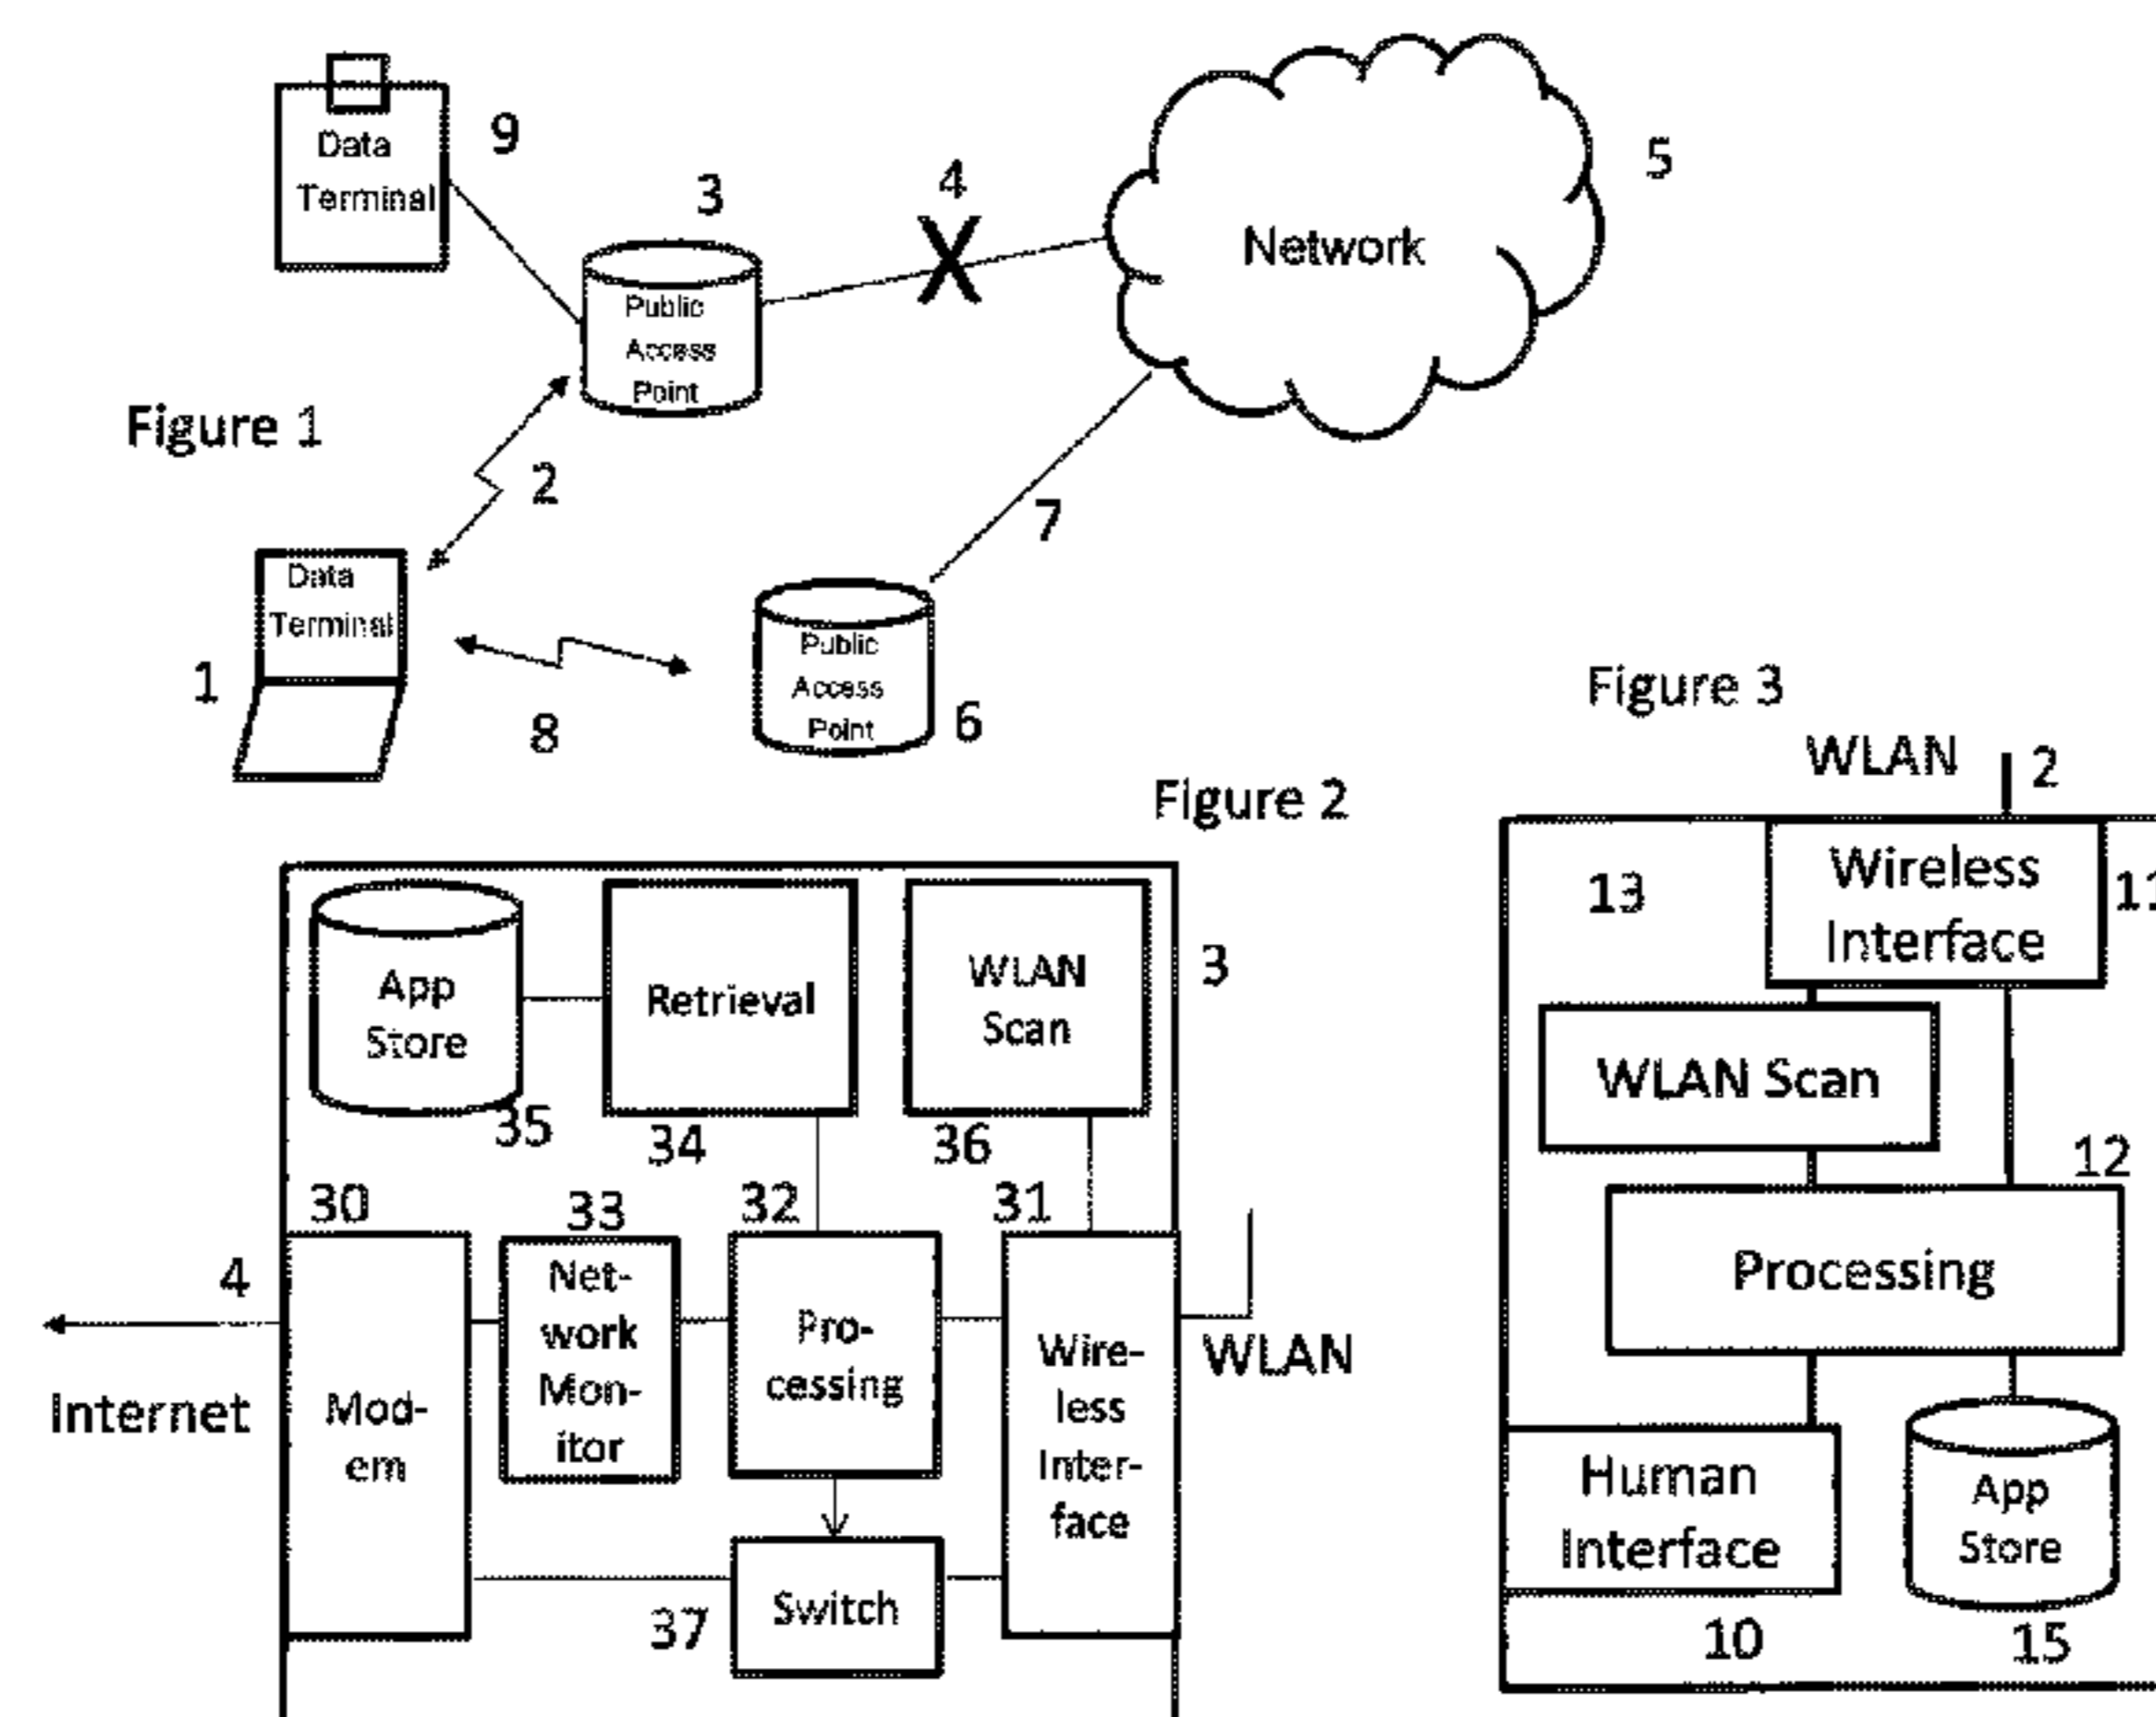 Data
Terminal
9
3
Public
Access
Point
4
Network
5
Figure 1
2
7
Data
Terminal
1
8
Public
Access
Point
6
Figure 2
App
Store
35
Retrieval
34
WLAN
Scan
36
3
30
33
32
31
4
Internet
Mod-
em
Net-
work
Mon-
itor
Pro-
cessing
Wire-
less
Inter-
face
WLAN
37
Switch
Figure 3
WLAN
2
13
Wireless
Interface
11
WLAN Scan
12
Processing
Human
Interface
10
App
Store
15